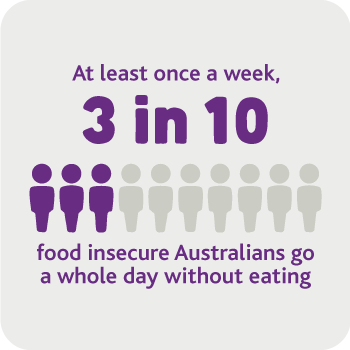 At least once a week,
3 in 10
food insecure Australians go
a whole day without eating